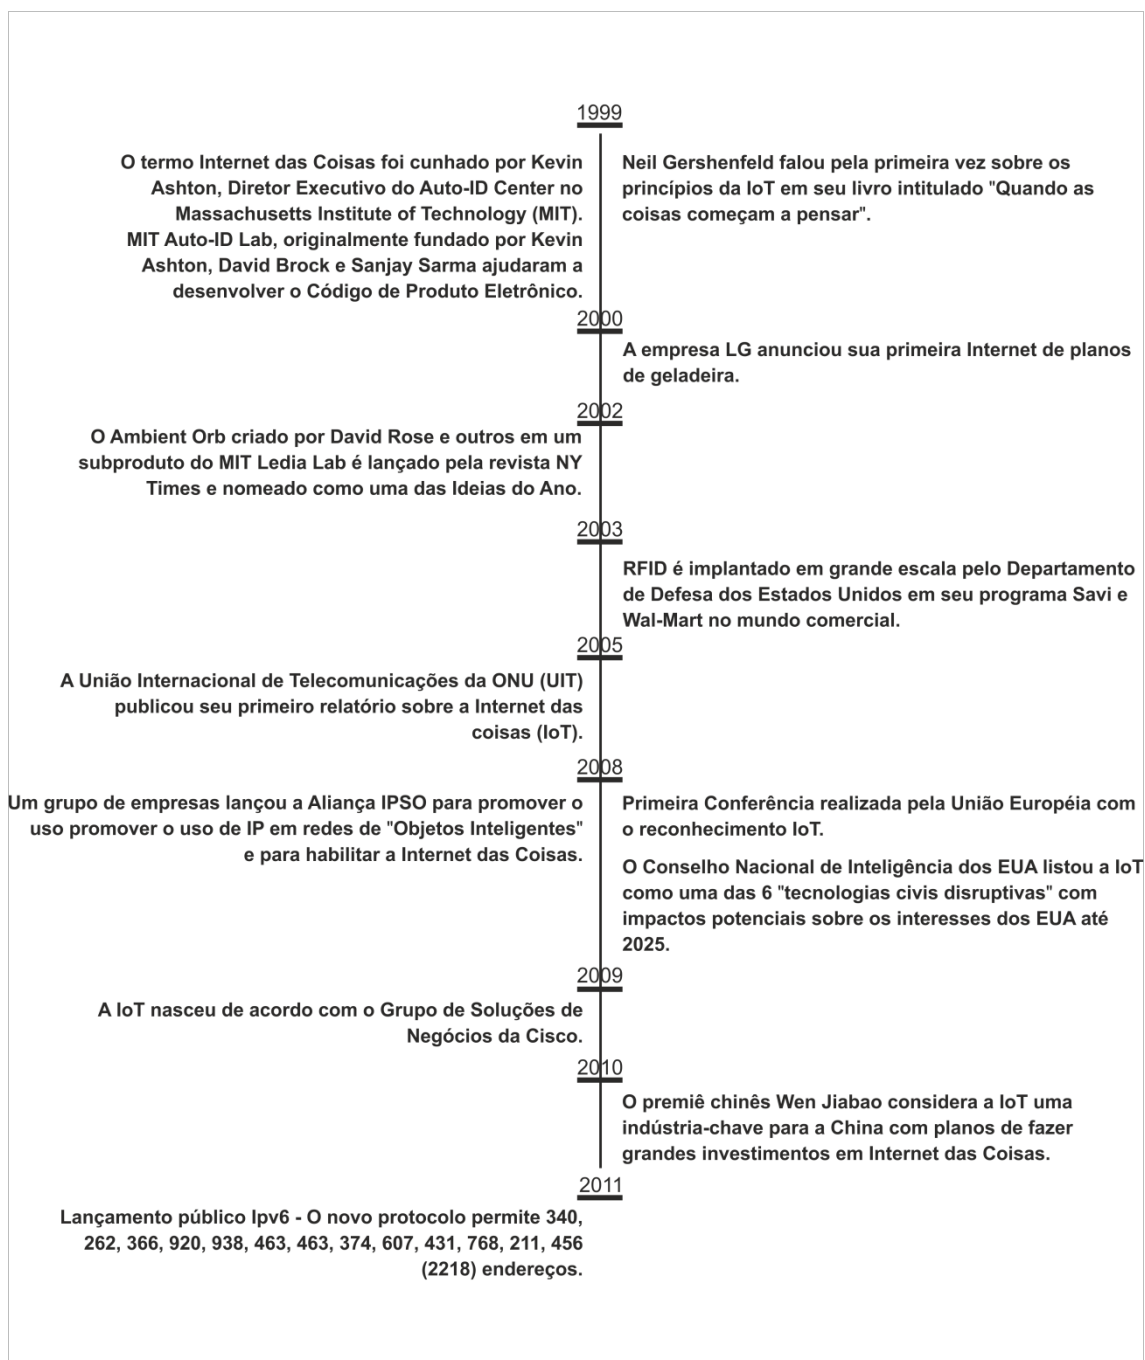 1999
O termo Internet das Coisas foi cunhado por Kevin
Ashton, Diretor Executivo do Auto-ID Center no
Massachusetts Institute of Technology (MIT).
MIT Auto-ID Lab, originalmente fundado por Kevin
Ashton, David Brock e Sanjay Sarma ajudaram a
desenvolver o Código de Produto Eletrônico.
Neil Gershenfeld falou pela primeira vez sobre os
princípios da IoT em seu livro intitulado "Quando as
coisas começam a pensar".
2000
A empresa LG anunciou sua primeira Internet de planos
de geladeira.
2002
O Ambient Orb criado por David Rose e outros em um
subproduto do MIT Ledia Lab é lançado pela revista NY
Times e nomeado como uma das Ideias do Ano.
2003
RFID é implantado em grande escala pelo Departamento
de Defesa dos Estados Unidos em seu programa Savi e
Wal-Mart no mundo comercial.
2005
A União Internacional de Telecomunicações da ONU (UIT)
publicou seu primeiro relatório sobre a Internet das
coisas (IoT).
2008
Um grupo de empresas lançou a Aliança IPSO para promover o
uso promover o uso de IP em redes de "Objetos Inteligentes"
e para habilitar a Internet das Coisas.
Primeira Conferência realizada pela União Européia com
o reconhecimento IoT.
O Conselho Nacional de Inteligência dos EUA listou a IoT
como uma das 6 "tecnologias civis disruptivas" com
impactos potenciais sobre os interesses dos EUA até
2025.
2009
A IoT nasceu de acordo com o Grupo de Soluções de
Negócios da Cisco.
2010
O premiê chinês Wen Jiabao considera a IoT uma
indústria-chave para a China com planos de fazer
grandes investimentos em Internet das Coisas.
2011
Lançamento público Ipv6 - O novo protocolo permite 340,
262, 366, 920, 938, 463, 463, 374, 607, 431, 768, 211, 456
(2218) endereços.